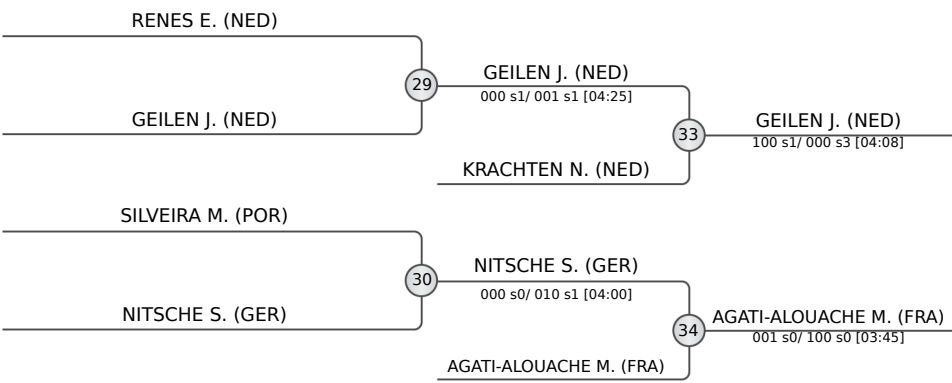 RENES E. (NED)
29
GEILEN J. (NED)
GEILEN J. (NED)
000 s1/ 001 s1 [04:25]
33
GEILEN J. (NED)
100 s1/ 000 s3 [04:08]
KRACHTEN N. (NED)
SILVEIRA M. (POR)
30
NITSCHE S. (GER)
NITSCHE S. (GER)
000 s0/ 010 s1 [04:00]
34
AGATI-ALOUACHE M. (FRA)
001 s0/ 100 s0 [03:45]
AGATI-ALOUACHE M. (FRA)